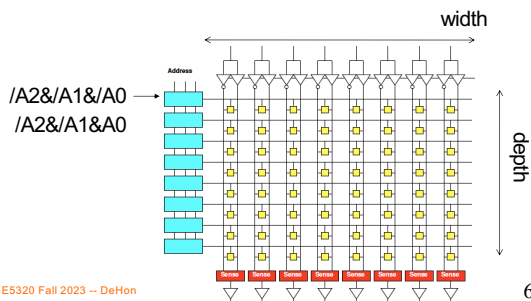 width
Address
/A2&/A1&/A0
/A2&/A1&A0
depth
Sense Sense Sense Sense Sense Sense Sense Sense
E5320 Fall 2023 -- DeHon
6